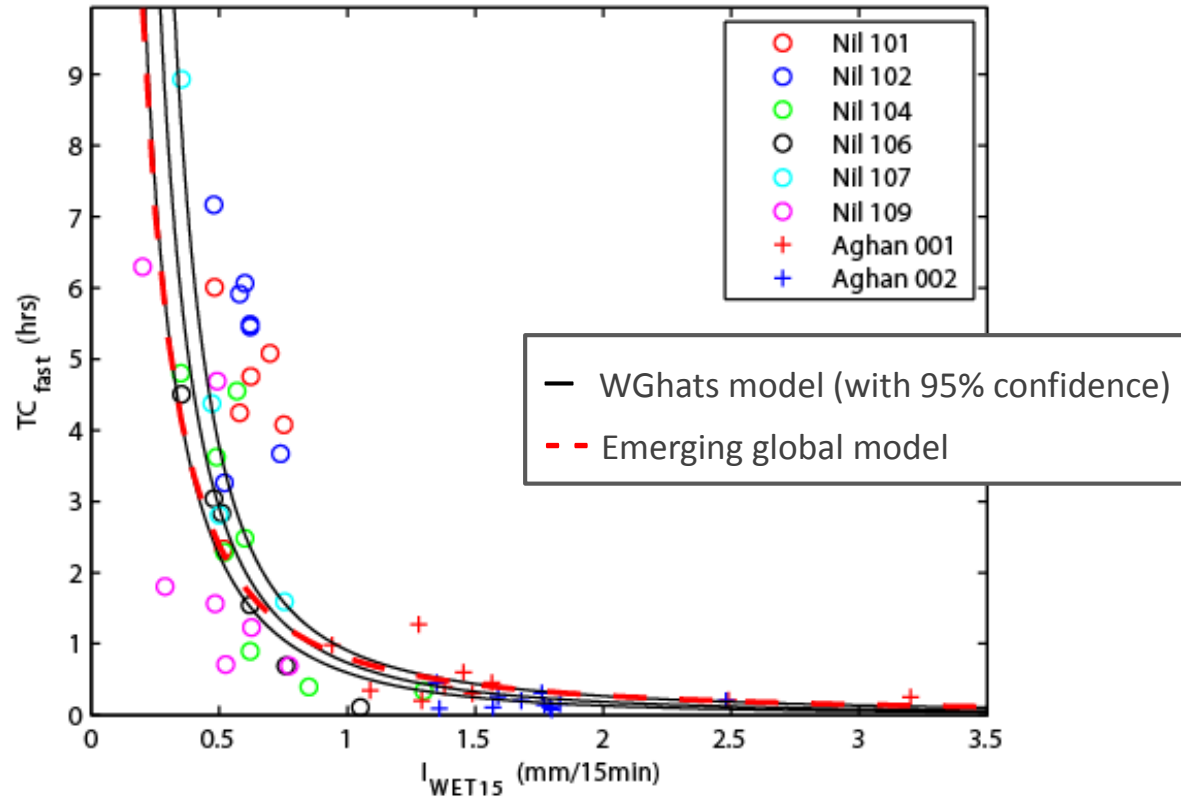 9
8
7
6
5
4
3
2
1
0
TC fast (hrs)
0 0.5 1 1.5 2 2.5 3 3.5
I WET15 (mm/15min)
Nil 101
Nil 102
Nil 104
Nil 106
Nil 107
Nil 109
Aghan 001
Aghan 002
WGhats model (with 95% confidence)
Emerging global model